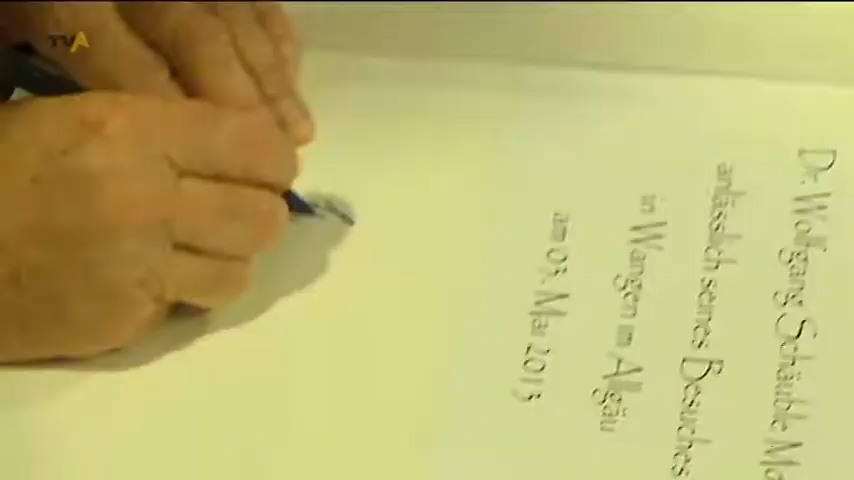 TVA
Dr. Wolfgang Schäuble
anlässlich seines Besuches
in Wangen im Allgäu
am 03. Mai 2013